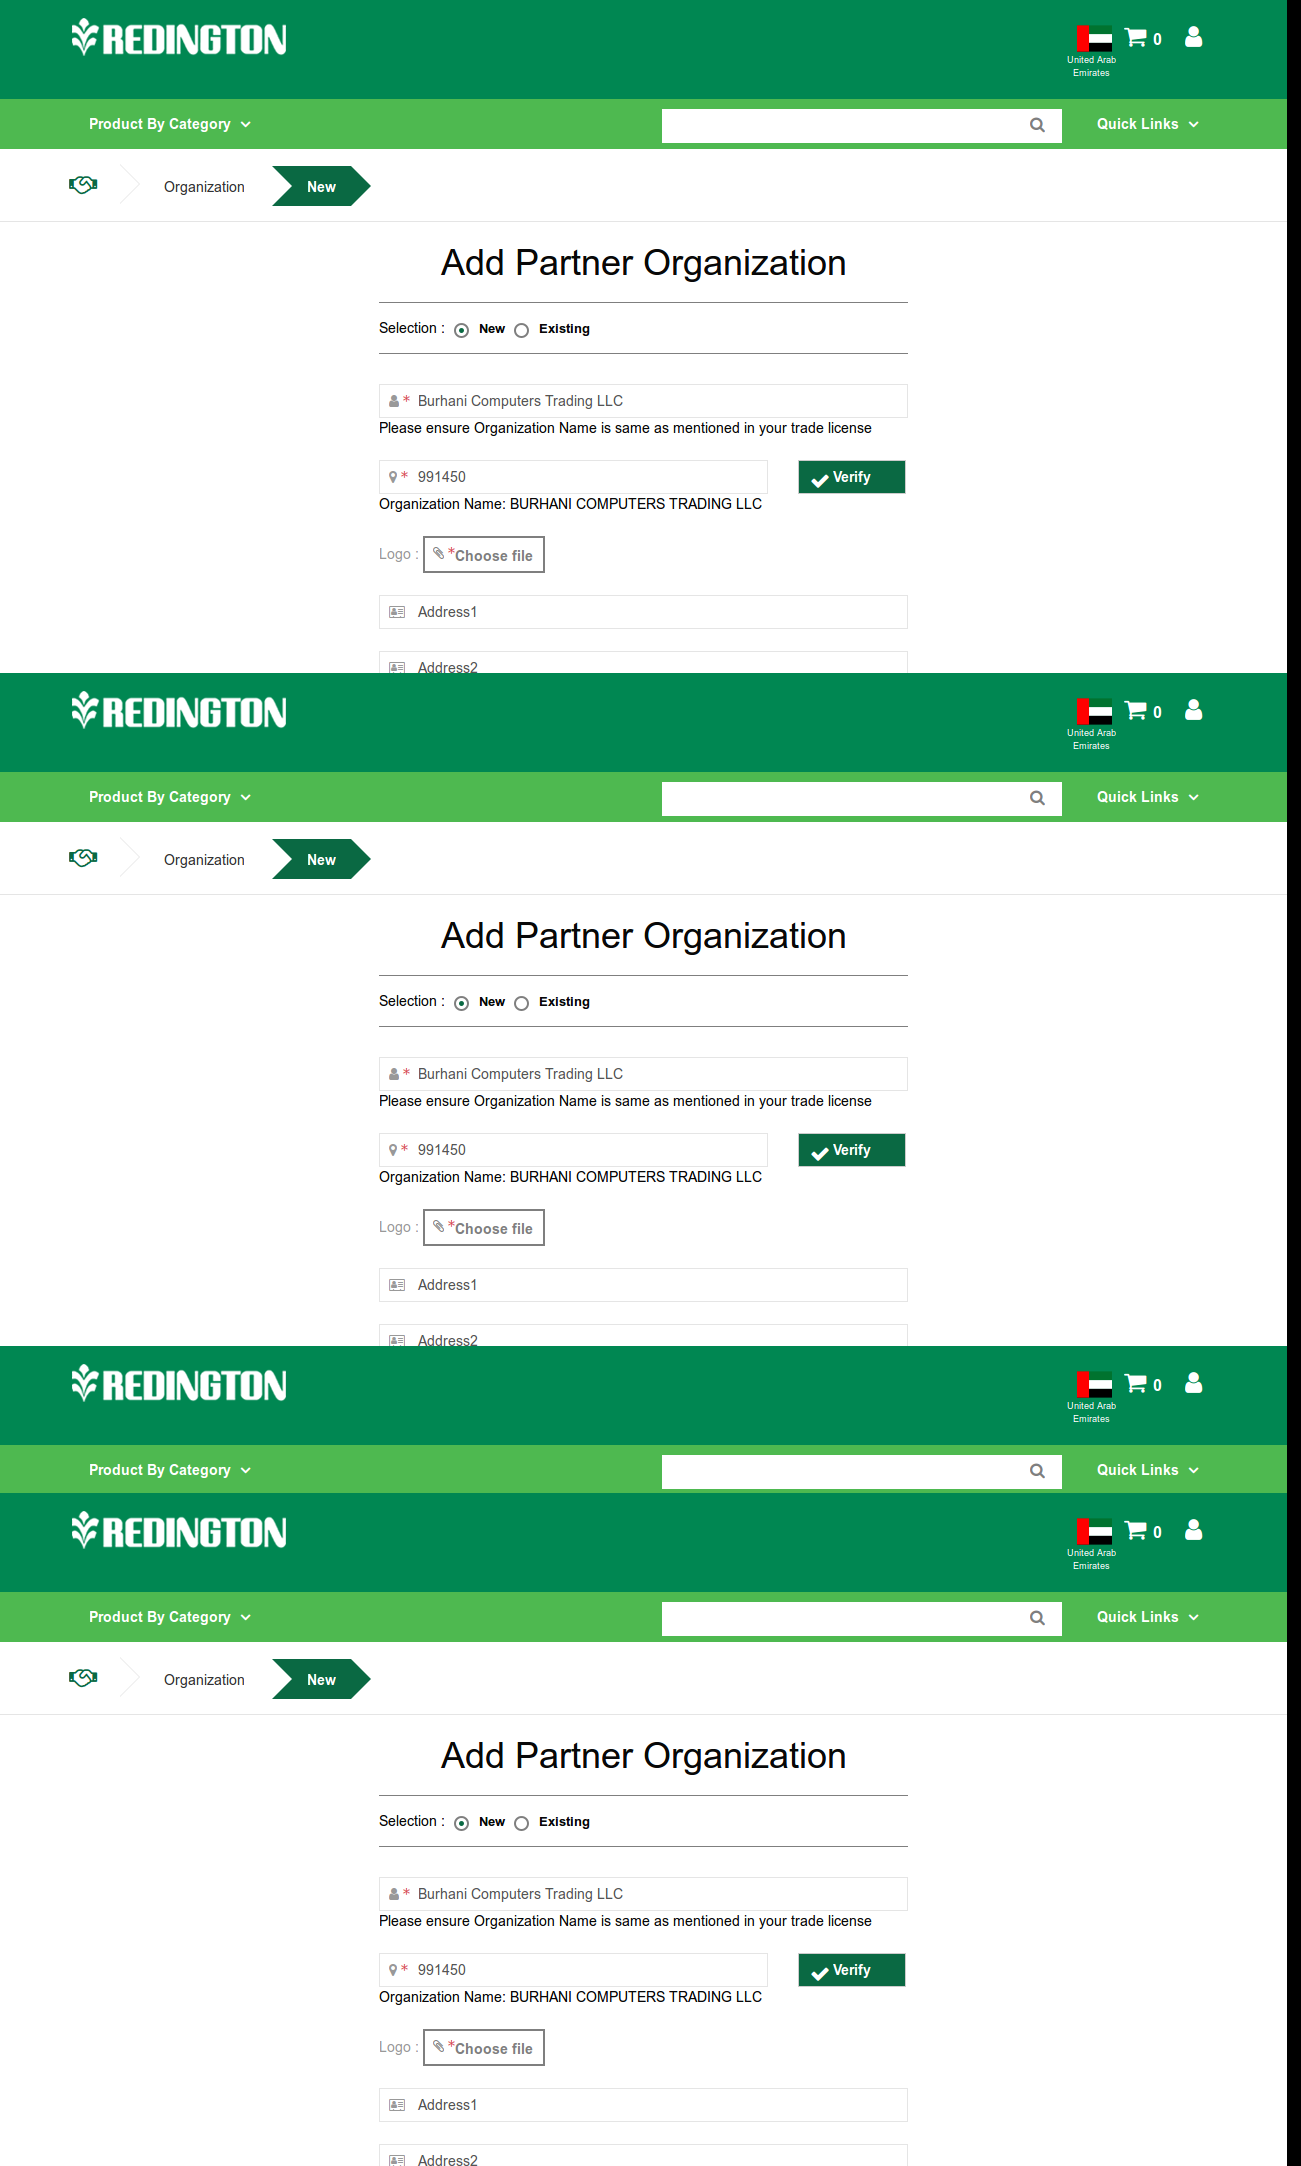 REDINGTON
0
United Arab
Emirates
Product By Category
Quick Links
Organization
New
Add Partner Organization
Selection : New Existing
* Burhani Computers Trading LLC
Please ensure Organization Name is same as mentioned in your trade license
* 991450
Verify
Organization Name: BURHANI COMPUTERS TRADING LLC
Logo : *Choose file
Address1
Address2
REDINGTON
0
United Arab
Emirates
Product By Category
Quick Links
Organization
New
Add Partner Organization
Selection : New Existing
* Burhani Computers Trading LLC
Please ensure Organization Name is same as mentioned in your trade license
* 991450
Verify
Organization Name: BURHANI COMPUTERS TRADING LLC
Logo : *Choose file
Address1
Address2
REDINGTON
0
United Arab
Emirates
Product By Category
Quick Links
REDINGTON
0
United Arab
Emirates
Product By Category
Quick Links
Organization
New
Add Partner Organization
Selection : New Existing
* Burhani Computers Trading LLC
Please ensure Organization Name is same as mentioned in your trade license
* 991450
Verify
Organization Name: BURHANI COMPUTERS TRADING LLC
Logo : *Choose file
Address1
Address2